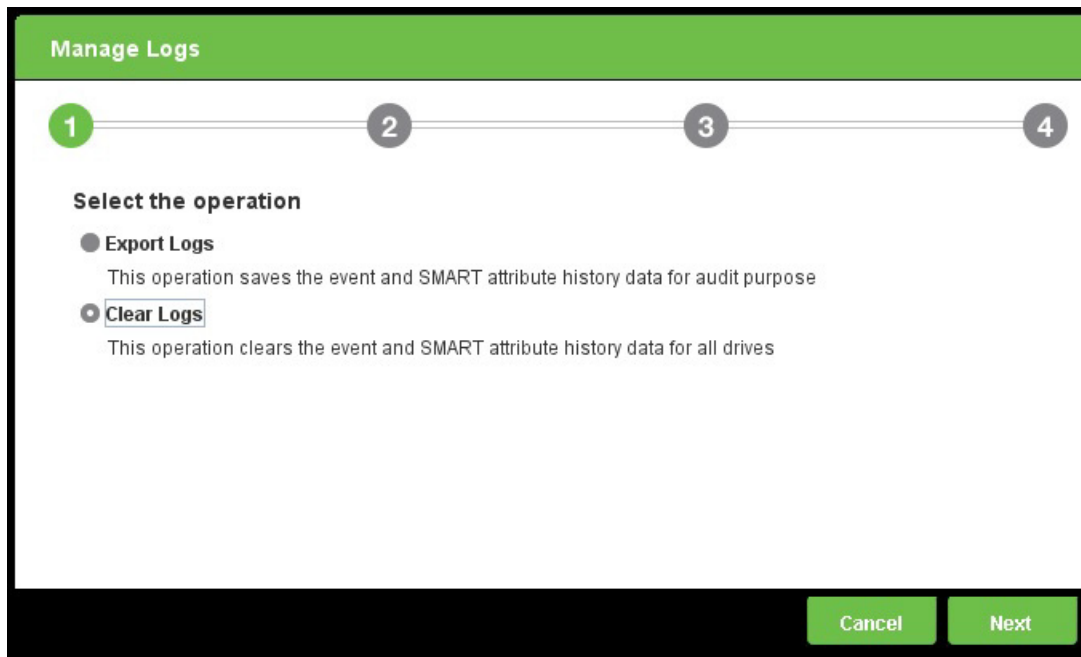 Manage Logs
1 2 3 4
Select the operation
Export Logs
This operation saves the event and SMART attribute history data for audit purpose
Clear Logs
This operation clears the event and SMART attribute history data for all drives
Cancel Next